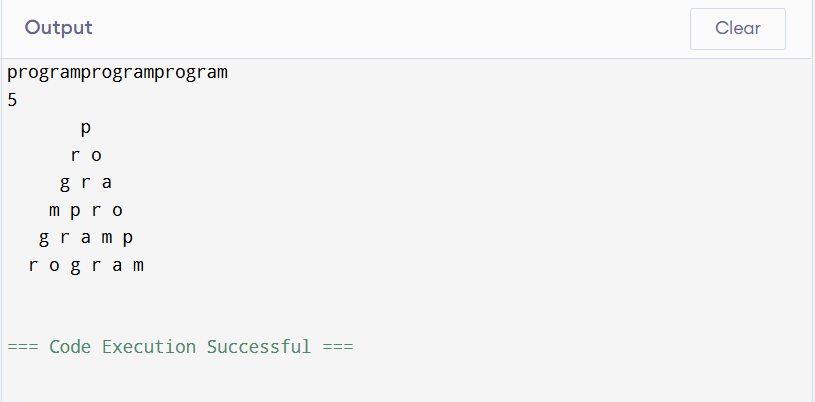 Output
Clear
programprogramprogram
5
p
r o
g r a
m p r o
g r a m p
r o g r a m
=== Code Execution Successful ===